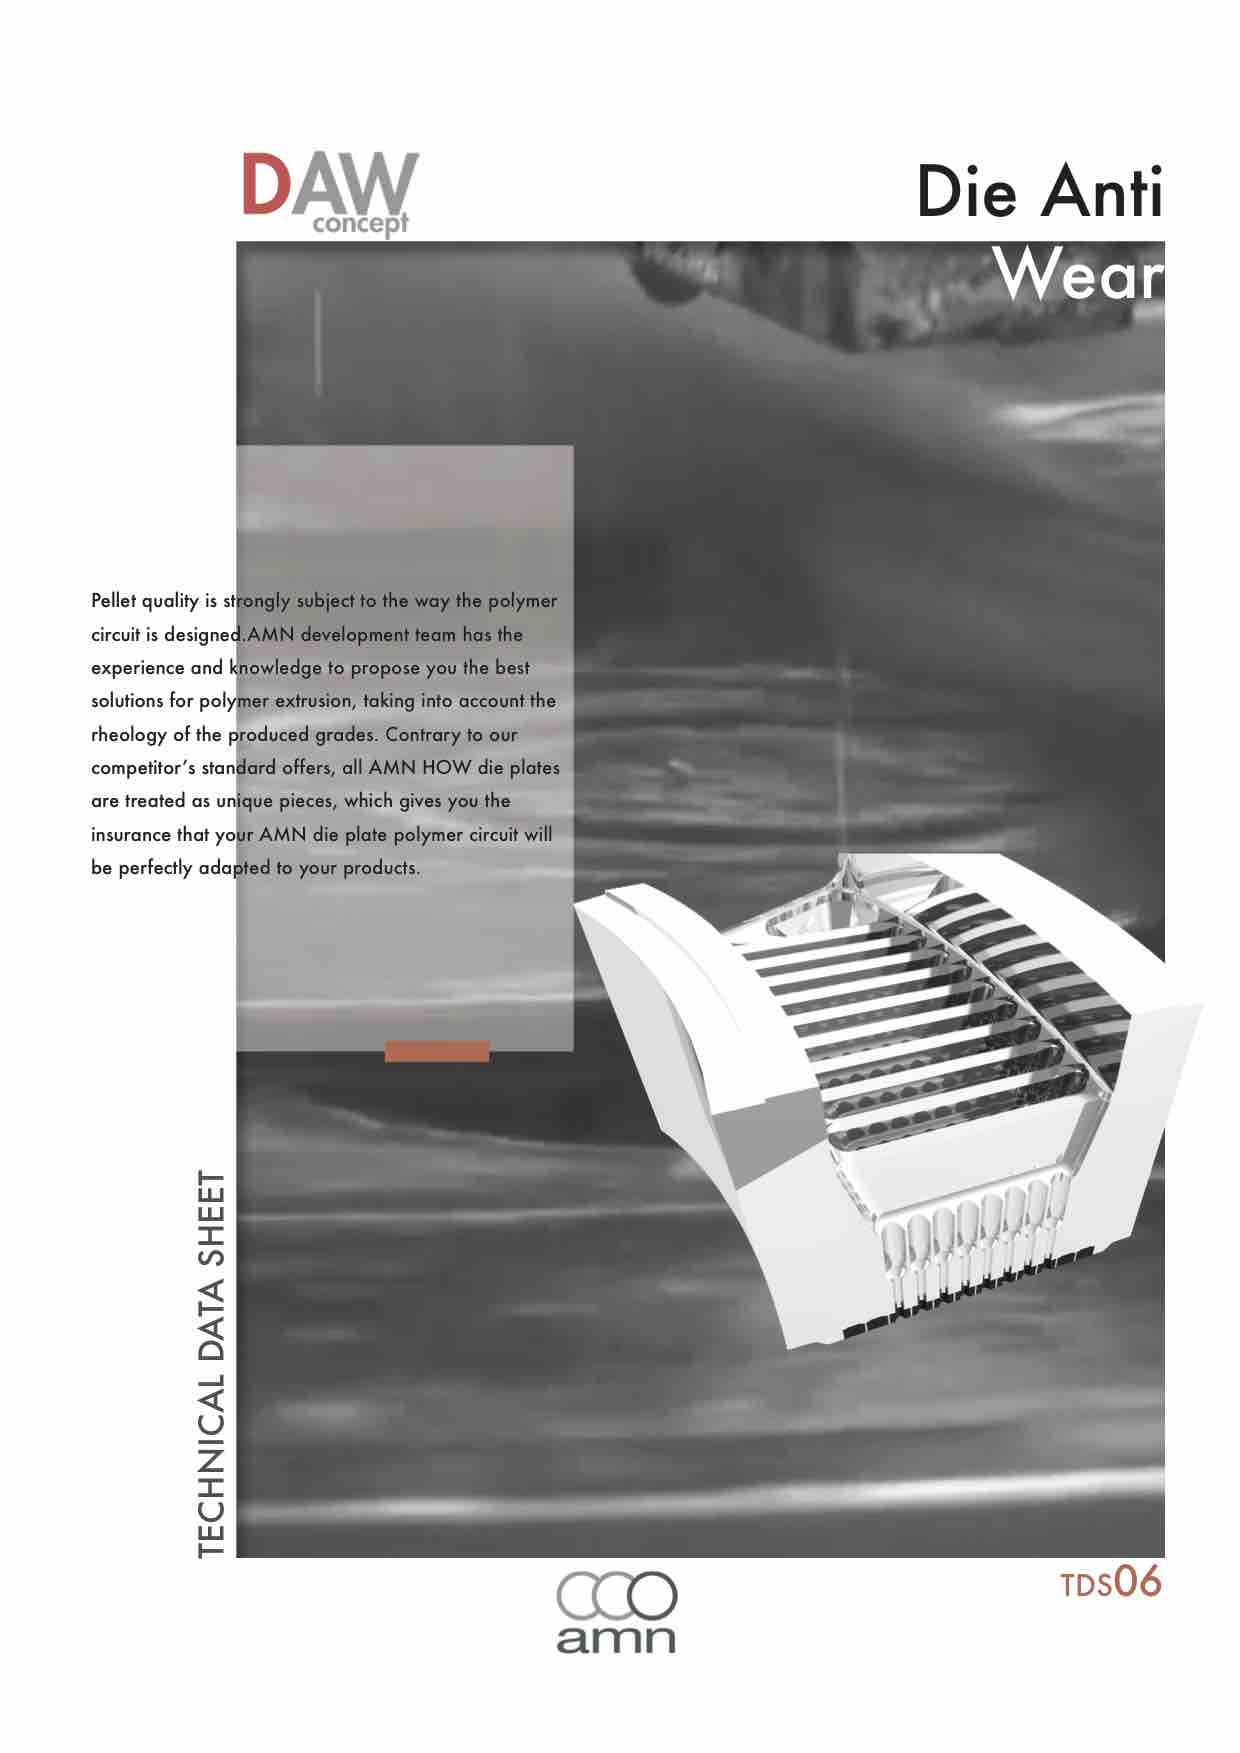 DAW
concept
Die Anti
Wear
Pellet quality is strongly subject to the way the polymer
circuit is designed.AMN development team has the
experience and knowledge to propose you the best
solutions for polymer extrusion, taking into account the
rheology of the produced grades. Contrary to our
competitor’s standard offers, all AMN HOW die plates
are treated as unique pieces, which gives you the
insurance that your AMN die plate polymer circuit will
be perfectly adapted to your products.
TECHNICAL DATA SHEET
TDS06
amn